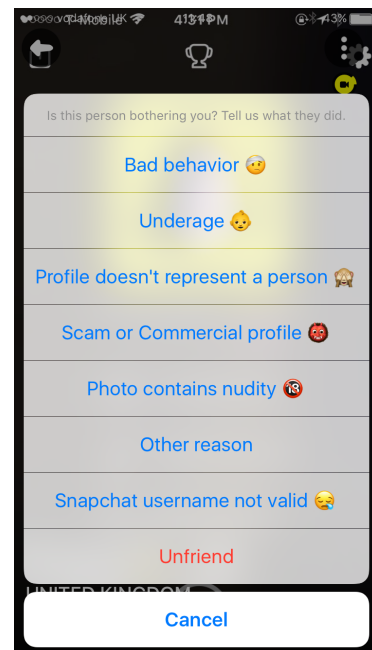 43%
Is this person bothering you? Tell us what they did.
Bad behavior 🤕
Underage 👶
Profile doesn't represent a person 🙈
Scam or Commercial profile 👹
Photo contains nudity 🔞
Other reason
Snapchat username not valid 😪
Unfriend
UNITED KINGDOM
Cancel